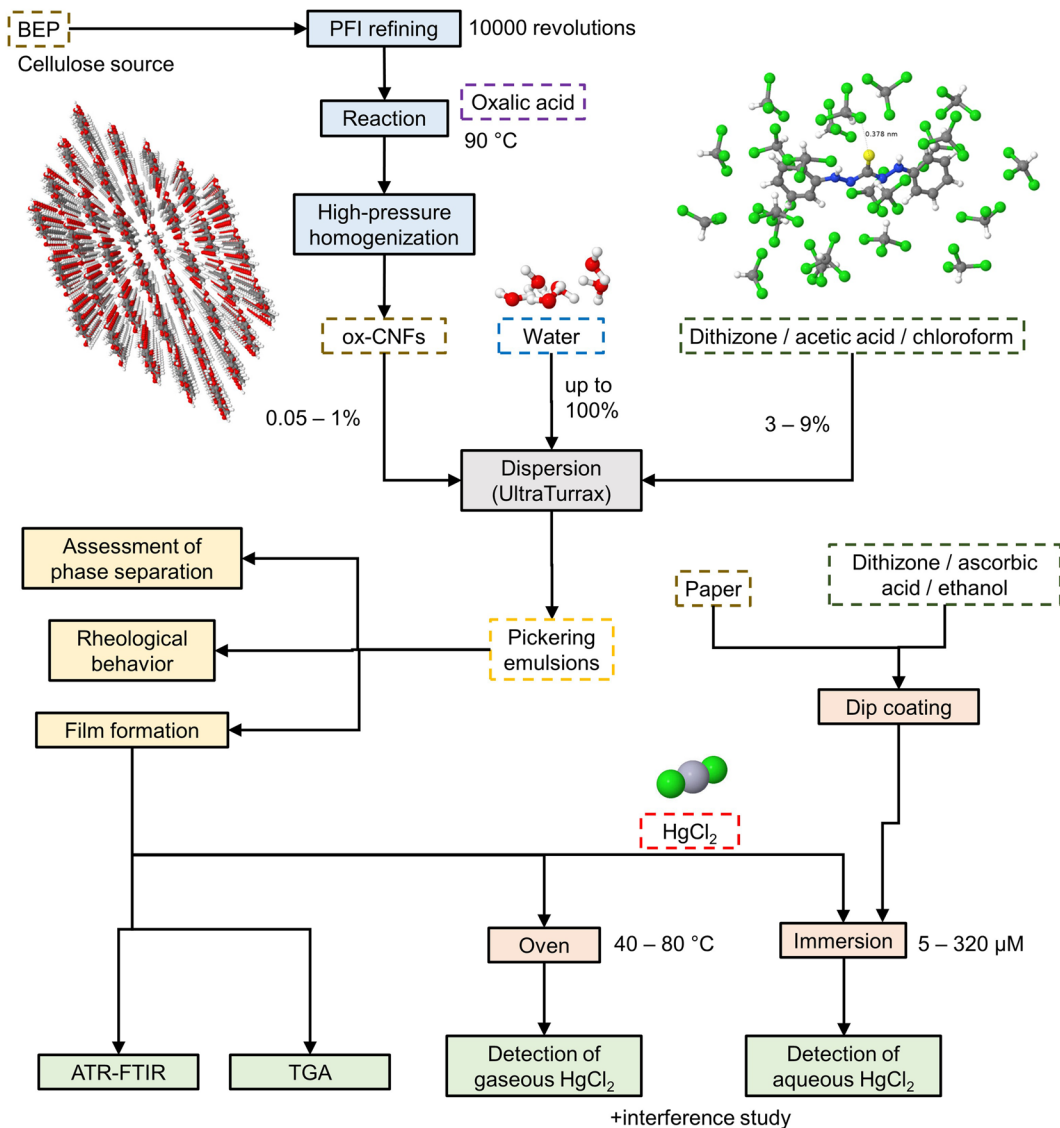 BEP
PFI refining
10000 revolutions
Cellulose source
Oxalic acid
Reaction
90 °C
0.378 nm
High-pressure
homogenization
ox-CNFs
Water
Dithizone / acetic acid / chloroform
up to
100%
0.05 – 1%
3 – 9%
Dispersion
(UltraTurrax)
Assessment of
phase separation
Dithizone / ascorbic
acid / ethanol
Paper
Rheological
behavior
Pickering
emulsions
Film formation
Dip coating
HgCl₂
Oven
40 – 80 °C
Immersion
5 – 320 µM
ATR-FTIR
TGA
Detection of
gaseous HgCl₂
Detection of
aqueous HgCl₂
+interference study